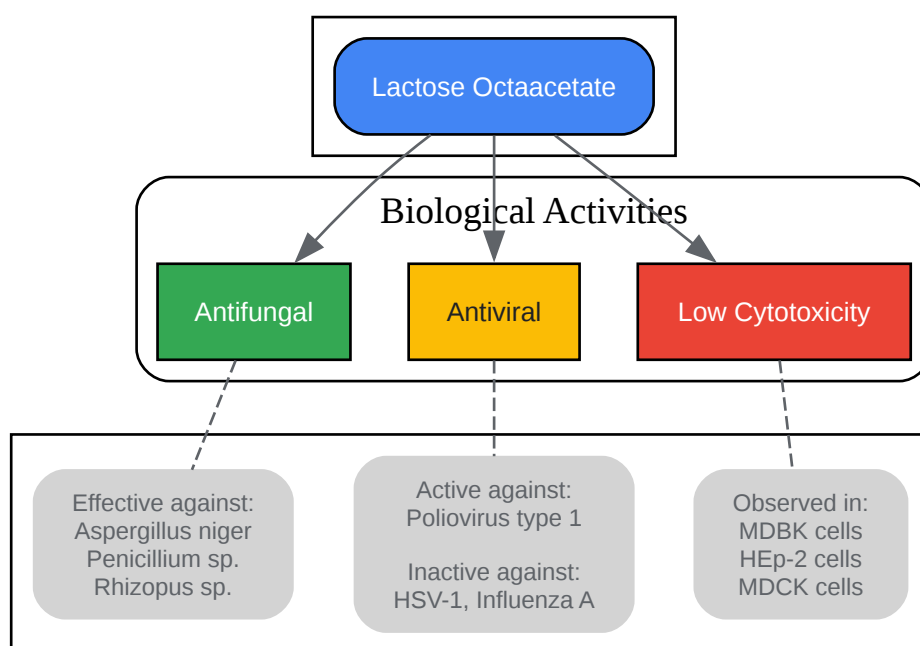 Lactose Octaacetate
Biological Activities
Antifungal
Antiviral
Low Cytotoxicity
Effective against:
Aspergillus niger
Penicillium sp.
Rhizopus sp.
Active against:
Poliovirus type 1
Inactive against:
HSV-1, Influenza A
Observed in:
MDBK cells
HEp-2 cells
MDCK cells